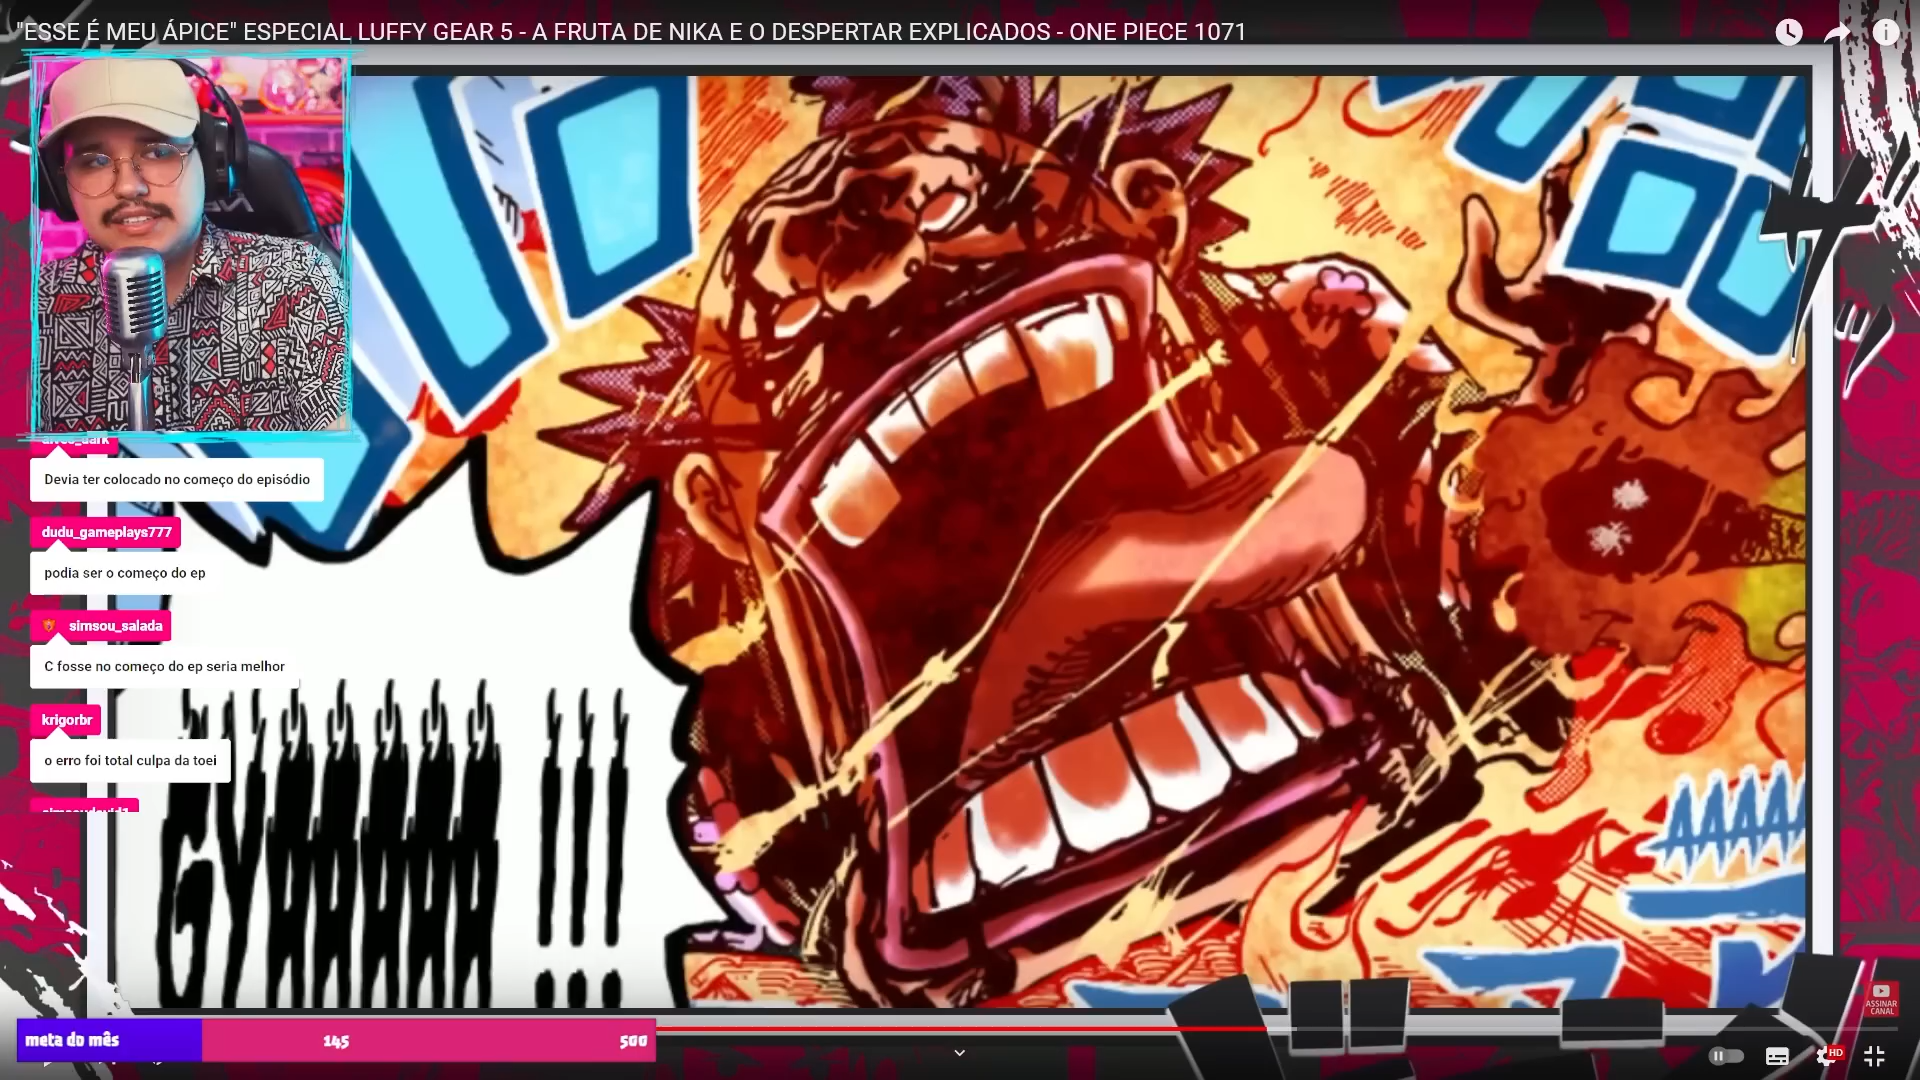 "ESSE É MEU ÁPICE" ESPECIAL LUFFY GEAR 5 - A FRUTA DE NIKA E O DESPERTAR EXPLICADOS - ONE PIECE 1071
Devia ter colocado no começo do episódio
dudu_gameplays777
podia ser o começo do ep
simsou_salada
C fosse no começo do ep seria melhor
krigorbr
o erro foi total culpa da toei
GYAAAAA !!!
AAAAA
ASSINAR
CANAL
meta do mês
145
500
HD